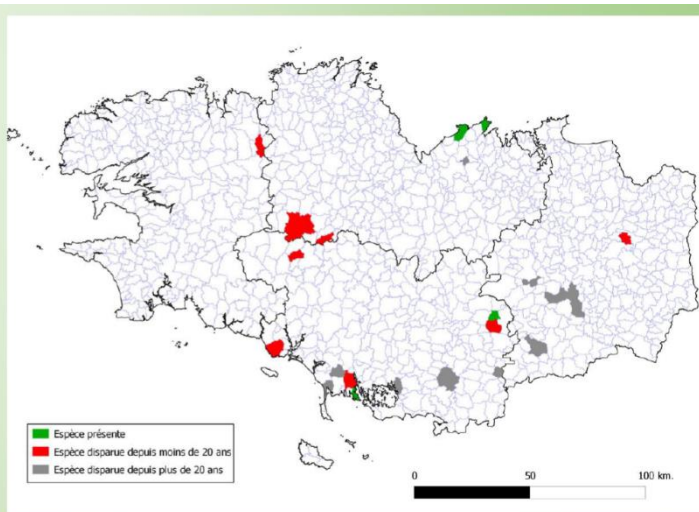 Espèce présente
Espèce disparue depuis moins de 20 ans
Espèce disparue depuis plus de 20 ans
0 50 100 km.